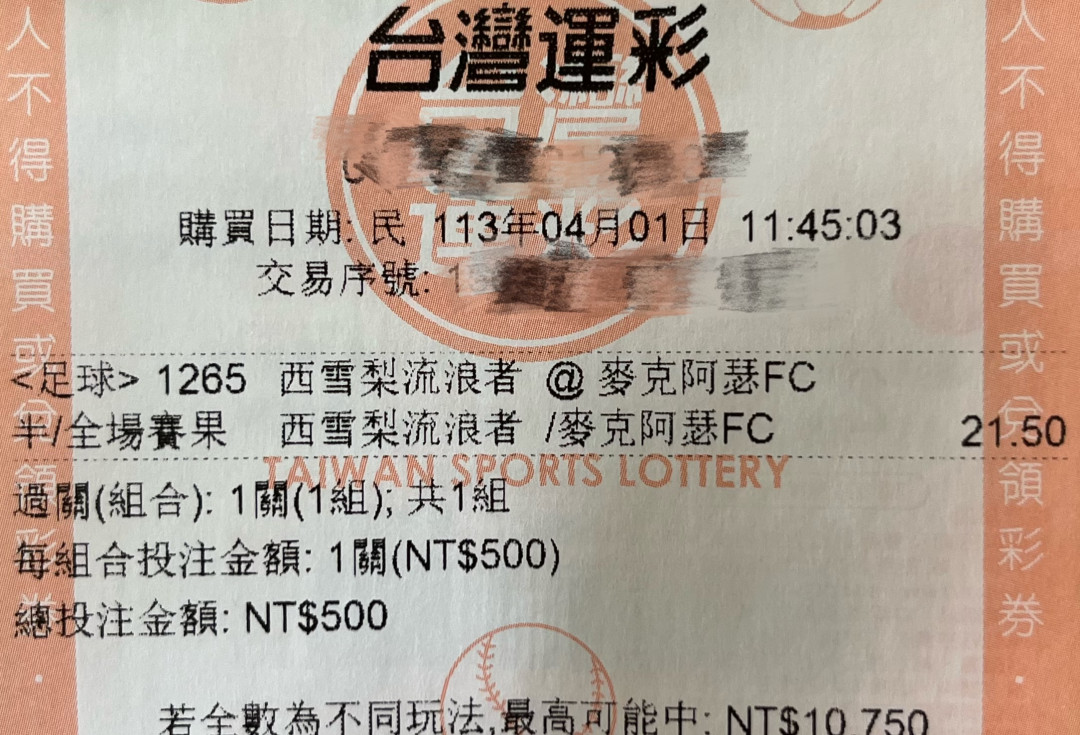 台灣運彩
購買日期: 民 113年04月01日 11:45:03
交易序號: 1
<足球> 1265 西雪梨流浪者 @ 麥克阿瑟FC
半/全場賽果 西雪梨流浪者 /麥克阿瑟FC 21.50
TAIWAN SPORTS LOTTERY
過關(組合): 1關(1組); 共1組
每組合投注金額: 1關(NT$500)
總投注金額: NT$500
若全數為不同玩法,最高可能中: NT$10,750
人不得購買或兌領彩券.
人不得購買或兌領彩券.